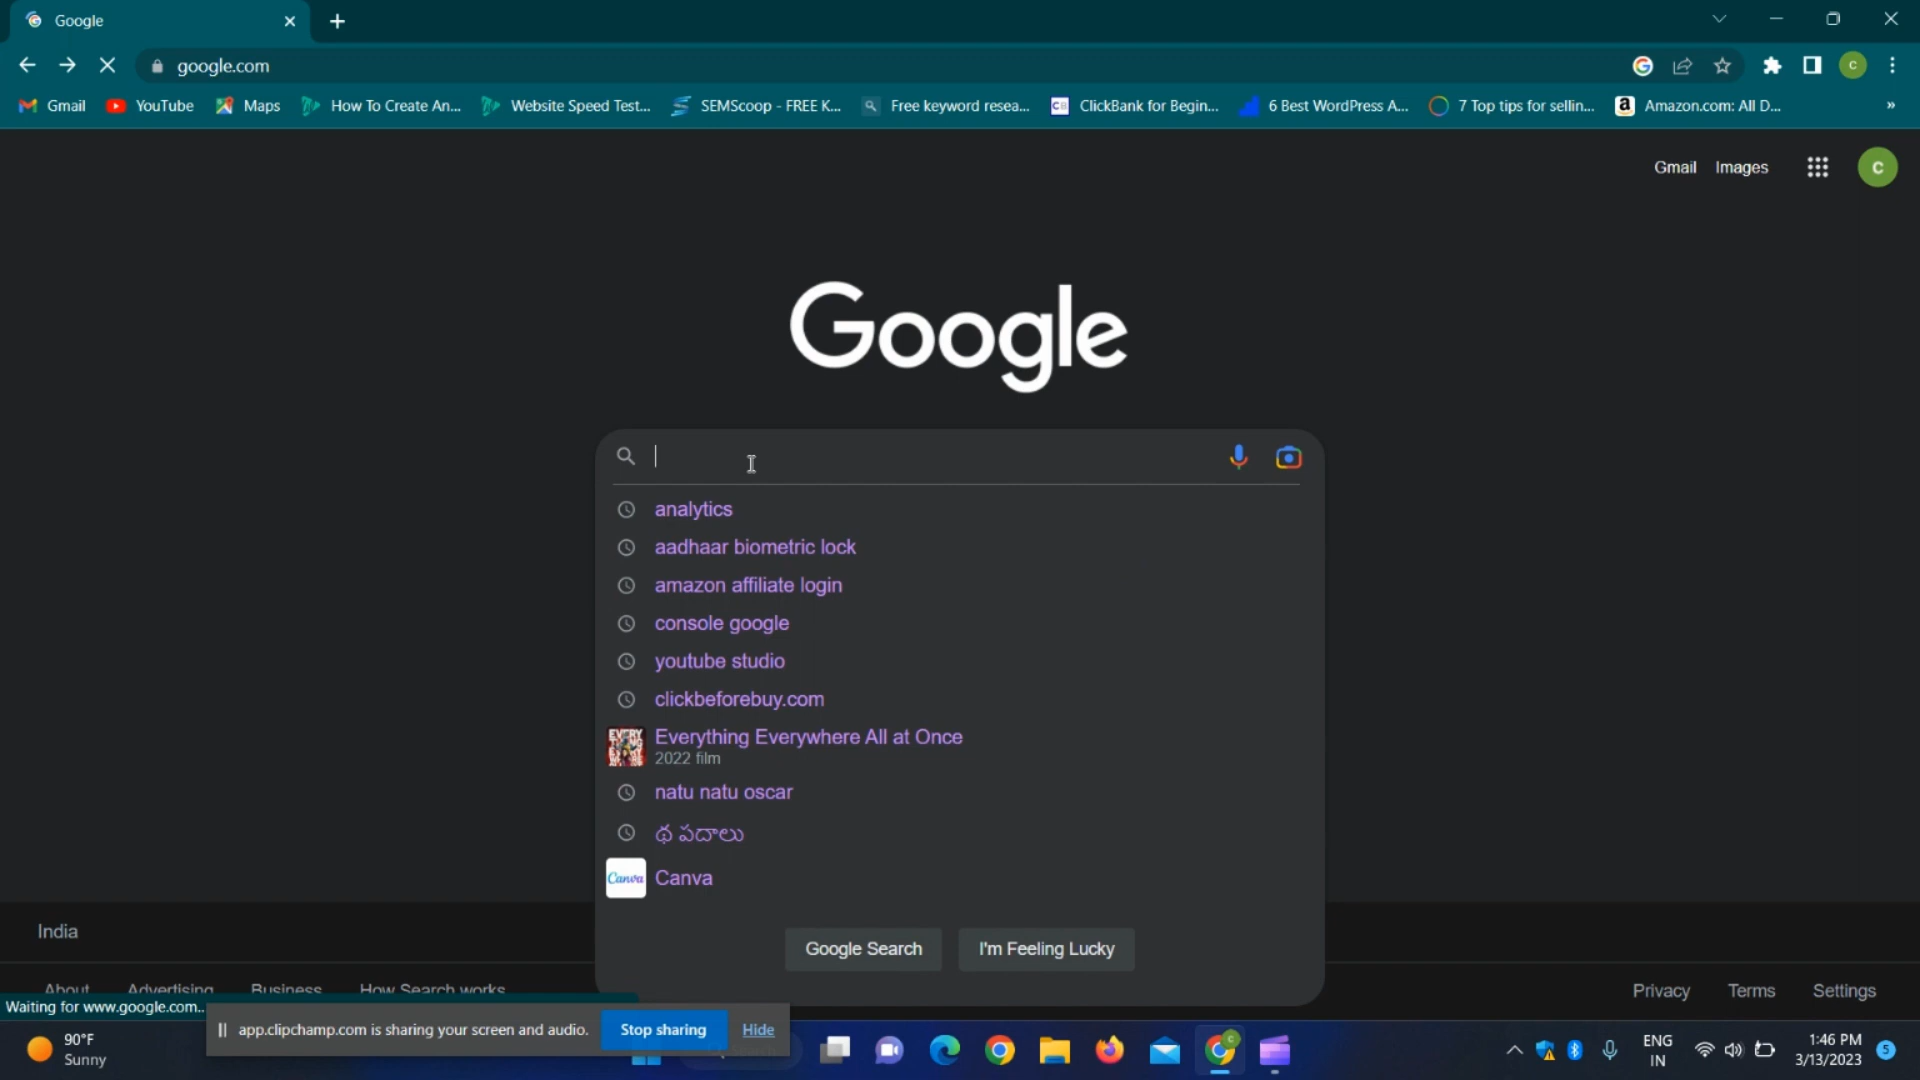 Google
google.com
Gmail YouTube Maps How To Create An... Website Speed Test... SEMScoop - FREE K... Free keyword resea... CB ClickBank for Begin... 6 Best WordPress A... 7 Top tips for sellin... a Amazon.com: All D... »
Gmail Images
C
Google
analytics
aadhaar biometric lock
amazon affiliate login
console google
youtube studio
clickbeforebuy.com
Everything Everywhere All at Once
2022 film
natu natu oscar
థ పదాలు
Canva Canva
Google Search I'm Feeling Lucky
India
About Advertising Business How Search works Privacy Terms Settings
Waiting for www.google.com...
app.clipchamp.com is sharing your screen and audio. Stop sharing Hide
90°F
Sunny
ENG
IN
1:46 PM
3/13/2023
5